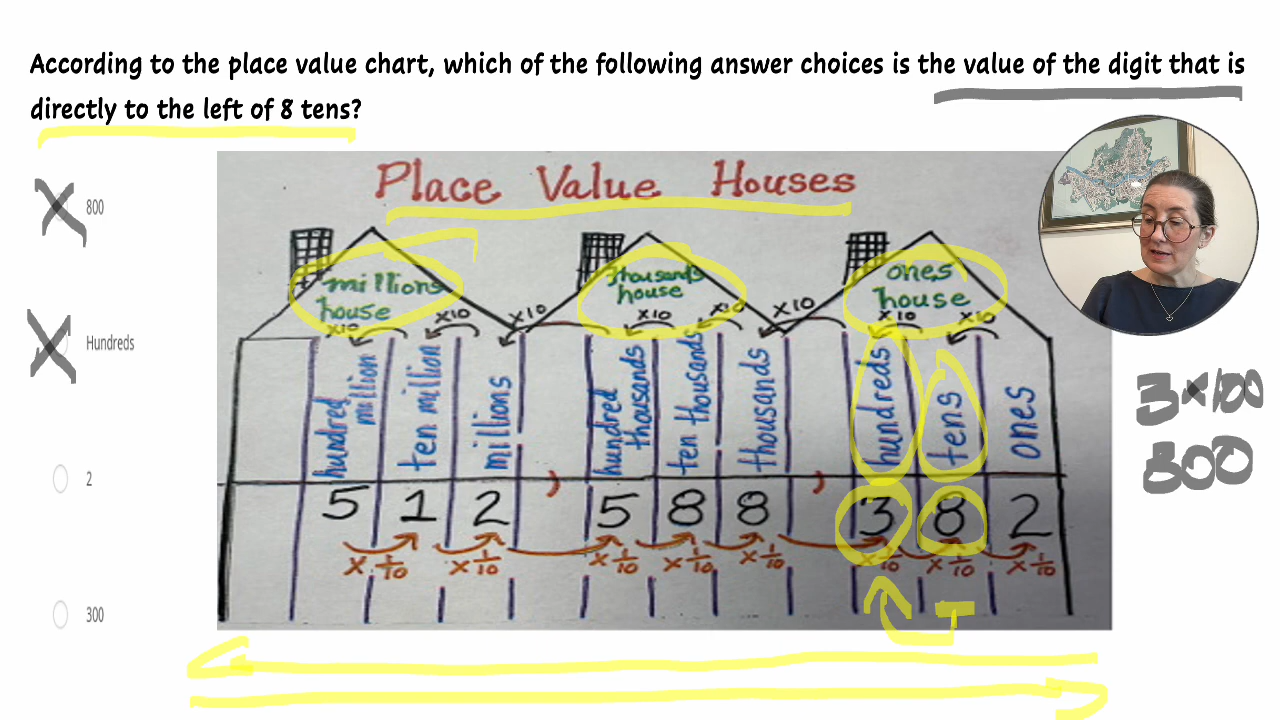 According to the place value chart, which of the following answer choices is the value of the digit that is
directly to the left of 8 tens?
800
Hundreds
2
300
Place Value Houses
millions
house
thousands
house
ones
house
x10 x10 x10 x10 x10 x10 x10 x10
hundred million
ten million
millions
hundred thousands
ten thousands
thousands
hundreds
tens
ones
5 1 2 , 5 8 8 , 3 8 2
x 1/10 x 1/10 x 1/10 x 1/10 x 1/10 x 1/10 x 1/10 x 1/10
3x100
300